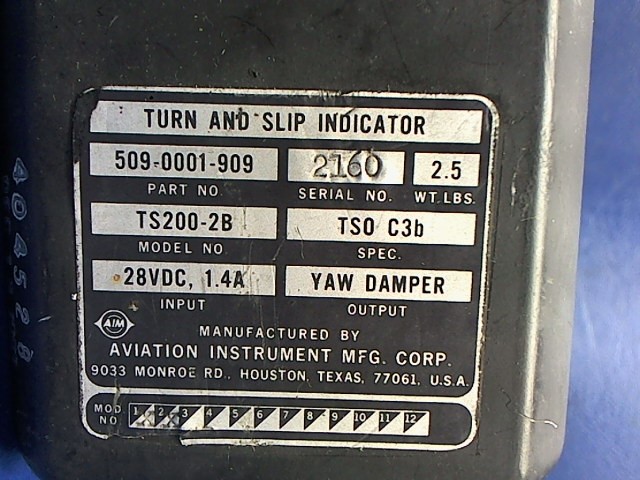 TURN AND SLIP INDICATOR
509-0001-909 2160 2.5
PART NO. SERIAL NO. WT. LBS.
TS200-2B TSO C3b
MODEL NO. SPEC.
28VDC, 1.4A YAW DAMPER
INPUT OUTPUT
AIM
MANUFACTURED BY
AVIATION INSTRUMENT MFG. CORP.
9033 MONROE RD., HOUSTON, TEXAS, 77061, U.S.A.
MOD NO 1 2 3 4 5 6 7 8 9 10 11 12